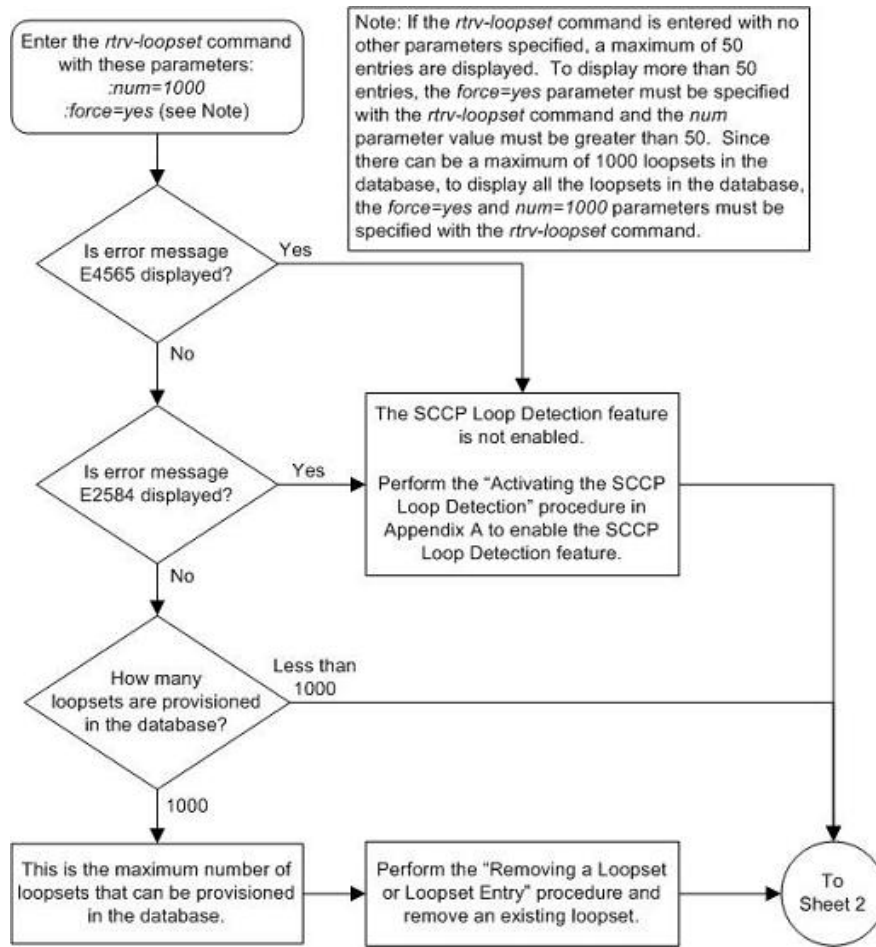 Enter the rtrv-loopset command
with these parameters:
:num=1000
:force=yes (see Note)
Note: If the rtrv-loopset command is entered with no
other parameters specified, a maximum of 50
entries are displayed. To display more than 50
entries, the force=yes parameter must be specified
with the rtrv-loopset command and the num
parameter value must be greater than 50. Since
there can be a maximum of 1000 loopsets in the
database, to display all the loopsets in the database,
the force=yes and num=1000 parameters must be
specified with the rtrv-loopset command.
Is error message
E4565 displayed?
Yes
No
The SCCP Loop Detection feature
is not enabled.
Perform the “Activating the SCCP
Loop Detection” procedure in
Appendix A to enable the SCCP
Loop Detection feature.
Is error message
E2584 displayed?
Yes
No
How many
loopsets are provisioned
in the database?
Less than
1000
1000
This is the maximum number of
loopsets that can be provisioned
in the database.
Perform the “Removing a Loopset
or Loopset Entry” procedure and
remove an existing loopset.
To
Sheet 2